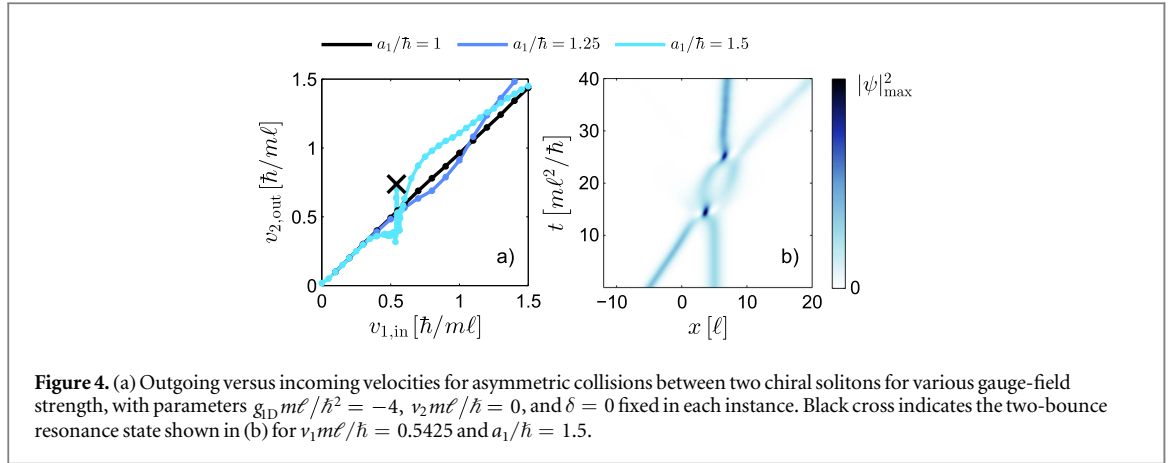 a₁/ħ = 1 a₁/ħ = 1.25 a₁/ħ = 1.5
1.5
1
0.5
0
v₂,out [ħ/mℓ]
a)
0 0.5 1 1.5
v₁,in [ħ/mℓ]
40
30
20
10
t [mℓ²/ħ]
b)
−10 0 10 20
x [ℓ]
|ψ|²max
0
Figure 4. (a) Outgoing versus incoming velocities for asymmetric collisions between two chiral solitons for various gauge-field
strength, with parameters g₁D mℓ/ħ² = −4, v₂mℓ/ħ = 0, and δ = 0 fixed in each instance. Black cross indicates the two-bounce
resonance state shown in (b) for v₁mℓ/ħ = 0.5425 and a₁/ħ = 1.5.